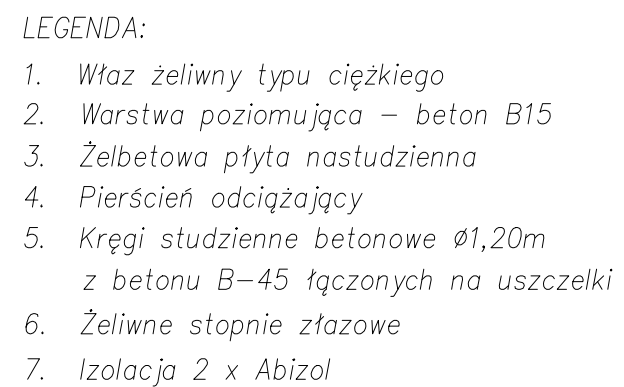 LEGENDA:
1. Właz żeliwny typu ciężkiego
2. Warstwa poziomująca – beton B15
3. Żelbetowa płyta nastudzienna
4. Pierścień odciążający
5. Kręgi studzienne betonowe Ø1,20m
z betonu B–45 łączonych na uszczelki
6. Żeliwne stopnie złazowe
7. Izolacja 2 x Abizol